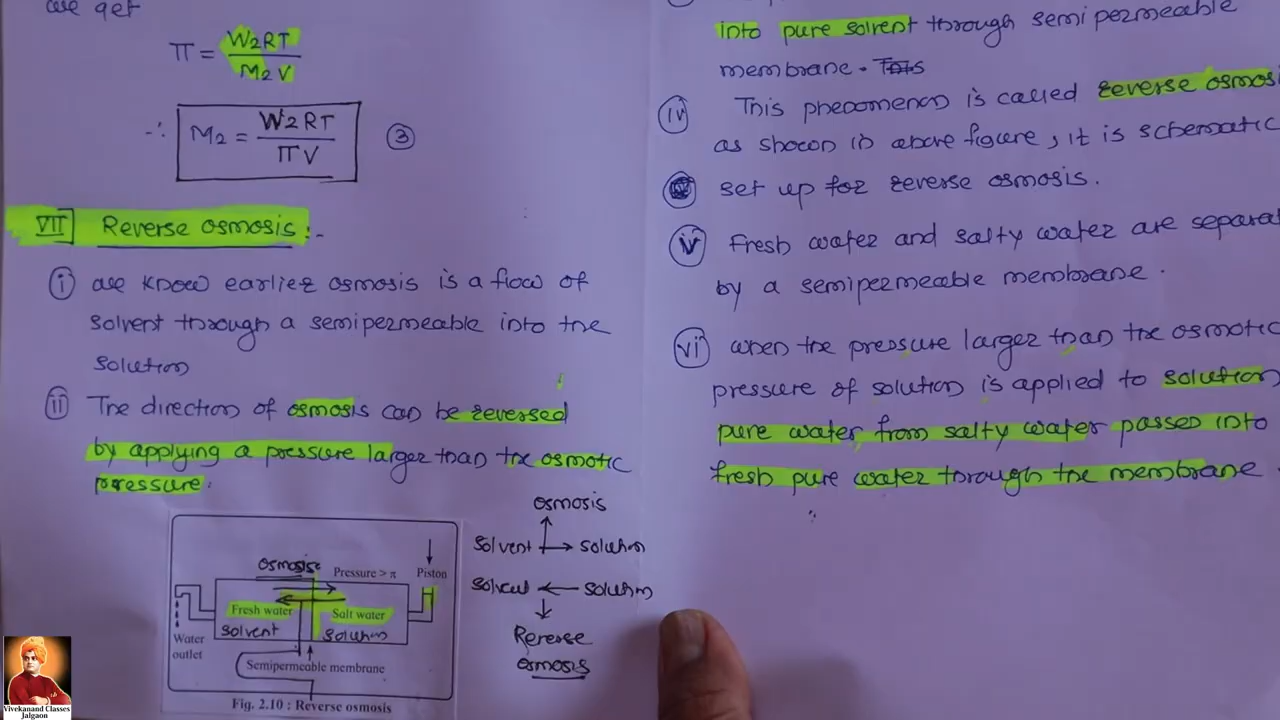 we get
π = W2RT / M2V
∴ M2 = W2RT / πV ③
VII Reverse osmosis :-
i we know earlier osmosis is a flow of
solvent through a semipermeable into the
solution
ii The direction of osmosis can be reversed
by applying a pressure larger than the osmotic
pressure.
osmosis
Solvent → solution
Solvent ← solution
Reverse
osmosis
osmosis
Pressure > π
Piston
Fresh water
Salt water
solvent
solution
Water
outlet
Semipermeable membrane
Fig. 2.10 : Reverse osmosis
into pure solvent through semipermeable
membrane.
iv This phenomenon is called reverse osmosi
as shown in above figure, it is schematic
set up for reverse osmosis.
v Fresh water and salty water are separat
by a semipermeable membrane.
vi when the pressure larger than the osmotic
pressure of solution is applied to solution
pure water from salty water passes into
fresh pure water through the membrane.
Vivekanand Classes
Jalgaon